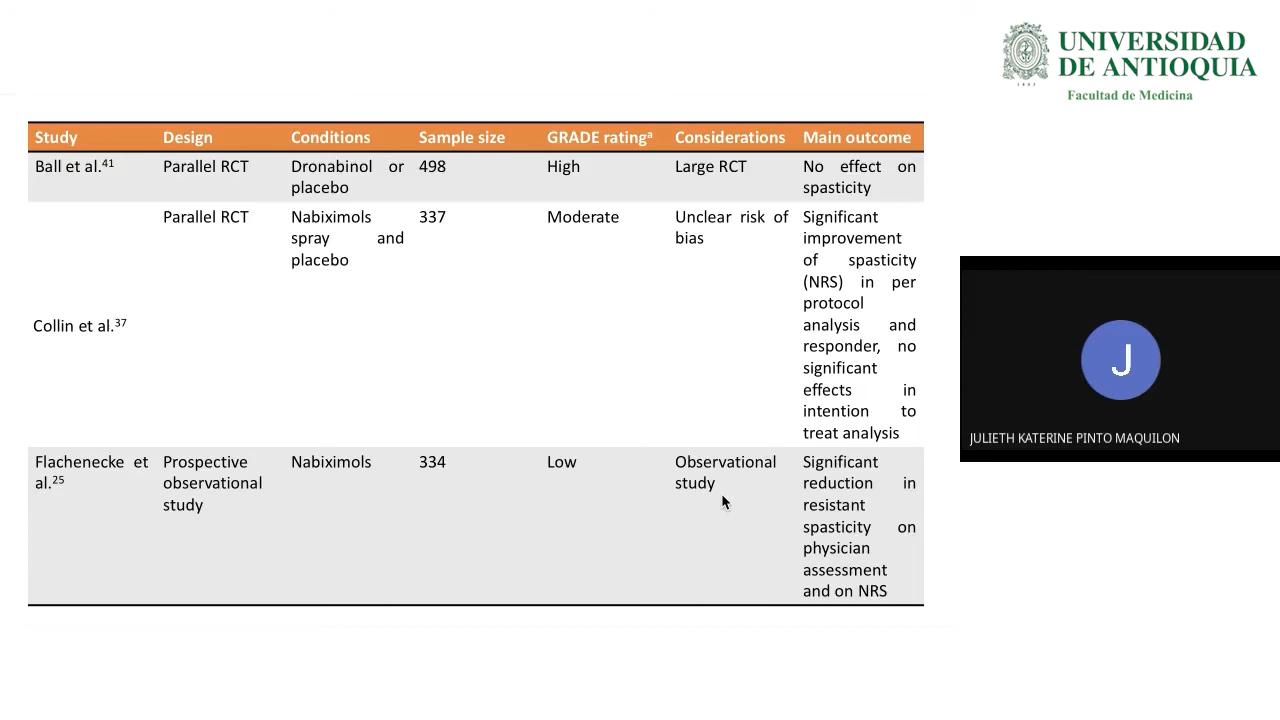 UNIVERSIDAD
DE ANTIOQUIA
Facultad de Medicina
Study Design Conditions Sample size GRADE ratingᵃ Considerations Main outcome
Ball et al.⁴¹ Parallel RCT Dronabinol or 498 High Large RCT No effect on
placebo spasticity
Parallel RCT Nabiximols 337 Moderate Unclear risk of Significant
spray and bias improvement
placebo of spasticity
(NRS) in per
protocol
Collin et al.³⁷ analysis and
responder, no
significant
effects in
intention to
treat analysis
Flachenecke et Prospective Nabiximols 334 Low Observational Significant
al.²⁵ observational study reduction in
study resistant
spasticity on
physician
assessment
and on NRS
J
JULIETH KATERINE PINTO MAQUILON